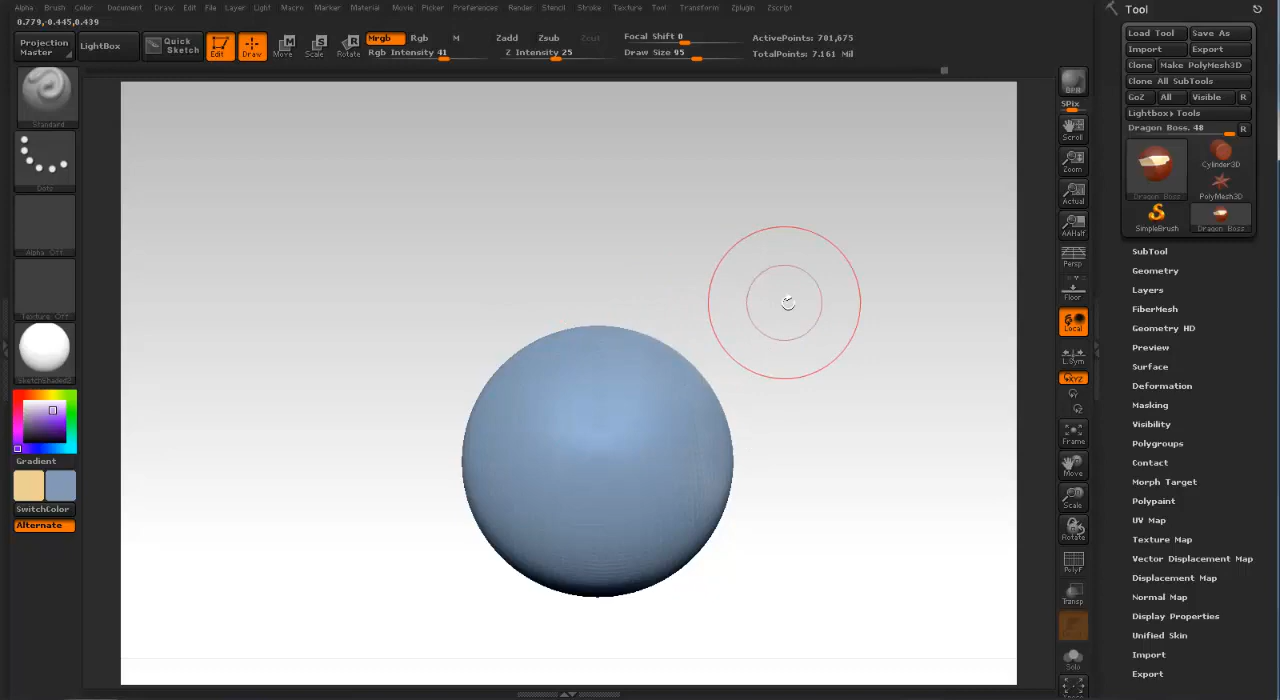 Alpha Brush Color Document Draw Edit File Layer Light Macro Marker Material Movie Picker Preferences Render Stencil Stroke Texture Tool Transform Zplugin Zscript
0.779,-0.445,0.439
Projection Master
LightBox
Quick Sketch
Edit
Draw
Move
Scale
Rotate
Mrgb Rgb M
Rgb Intensity 41
Zadd Zsub Zcut
Z Intensity 25
Focal Shift 0
Draw Size 95
ActivePoints: 701,675
TotalPoints: 7.161 Mil
Standard
Dots
Alpha Off
Texture Off
Gradient
SwitchColor
Alternate
BPR
SPix
Scroll
Zoom
Actual
AAHalf
Persp
Floor
Local
L.Sym
XYZ
Frame
Move
Scale
Rotate
PolyF
Transp
Solo
Tool
Load Tool Save As
Import Export
Clone Make PolyMesh3D
Clone All SubTools
GoZ All Visible R
Lightbox▸ Tools
Dragon Boss. 48 R
Cylinder3D
Dragon Boss PolyMesh3D
SimpleBrush Dragon Boss
SubTool
Geometry
Layers
FiberMesh
Geometry HD
Preview
Surface
Deformation
Masking
Visibility
Polygroups
Contact
Morph Target
Polypaint
UV Map
Texture Map
Vector Displacement Map
Displacement Map
Normal Map
Display Properties
Unified Skin
Import
Export